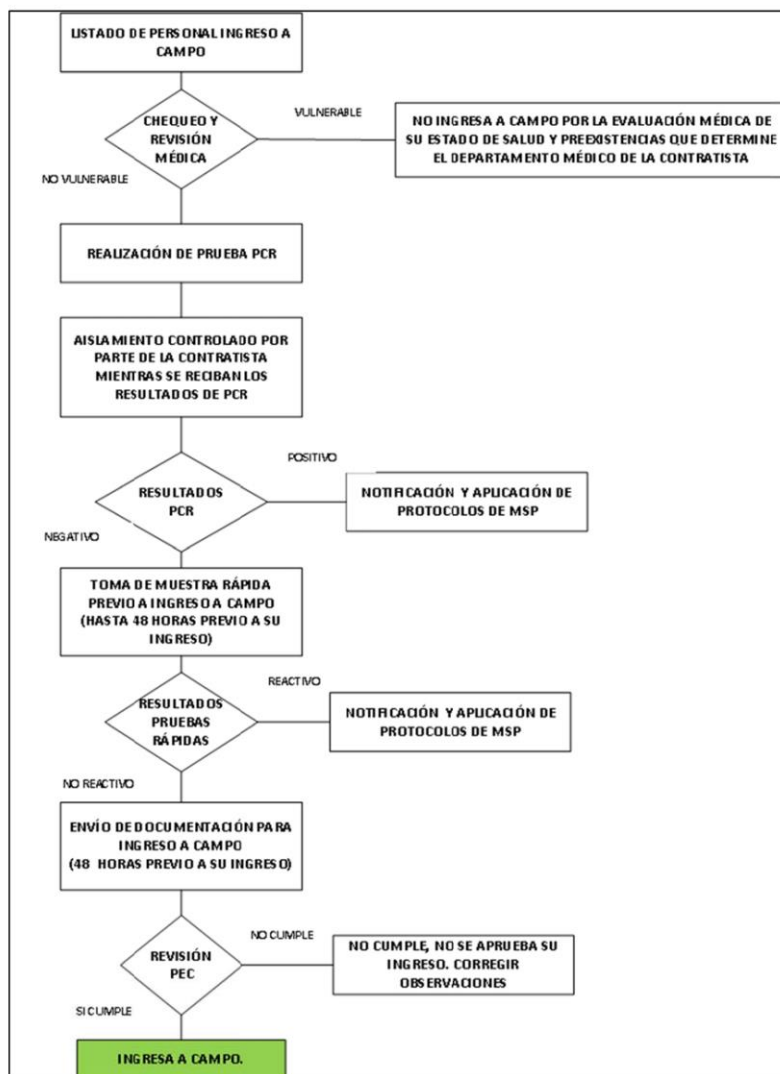 LISTADO DE PERSONAL INGRESO A
CAMPO
CHEQUEO Y
REVISIÓN
MÉDICA
VULNERABLE
NO INGRESA A CAMPO POR LA EVALUACIÓN MÉDICA DE
SU ESTADO DE SALUD Y PREEXISTENCIAS QUE DETERMINE
EL DEPARTAMENTO MÉDICO DE LA CONTRATISTA
NO VULNERABLE
REALIZACIÓN DE PRUEBA PCR
AISLAMIENTO CONTROLADO POR
PARTE DE LA CONTRATISTA
MIENTRAS SE RECIBAN LOS
RESULTADOS DE PCR
RESULTADOS
PCR
POSITIVO
NOTIFICACIÓN Y APLICACIÓN DE
PROTOCOLOS DE MSP
NEGATIVO
TOMA DE MUESTRA RÁPIDA
PREVIO A INGRESO A CAMPO
(HASTA 48 HORAS PREVIO A SU
INGRESO)
RESULTADOS
PRUEBAS
RÁPIDAS
REACTIVO
NOTIFICACIÓN Y APLICACIÓN DE
PROTOCOLOS DE MSP
NO REACTIVO
ENVÍO DE DOCUMENTACIÓN PARA
INGRESO A CAMPO
(48 HORAS PREVIO A SU INGRESO)
REVISIÓN
PEC
NO CUMPLE
NO CUMPLE, NO SE APRUEBA SU
INGRESO. CORREGIR
OBSERVACIONES
SI CUMPLE
INGRESA A CAMPO.